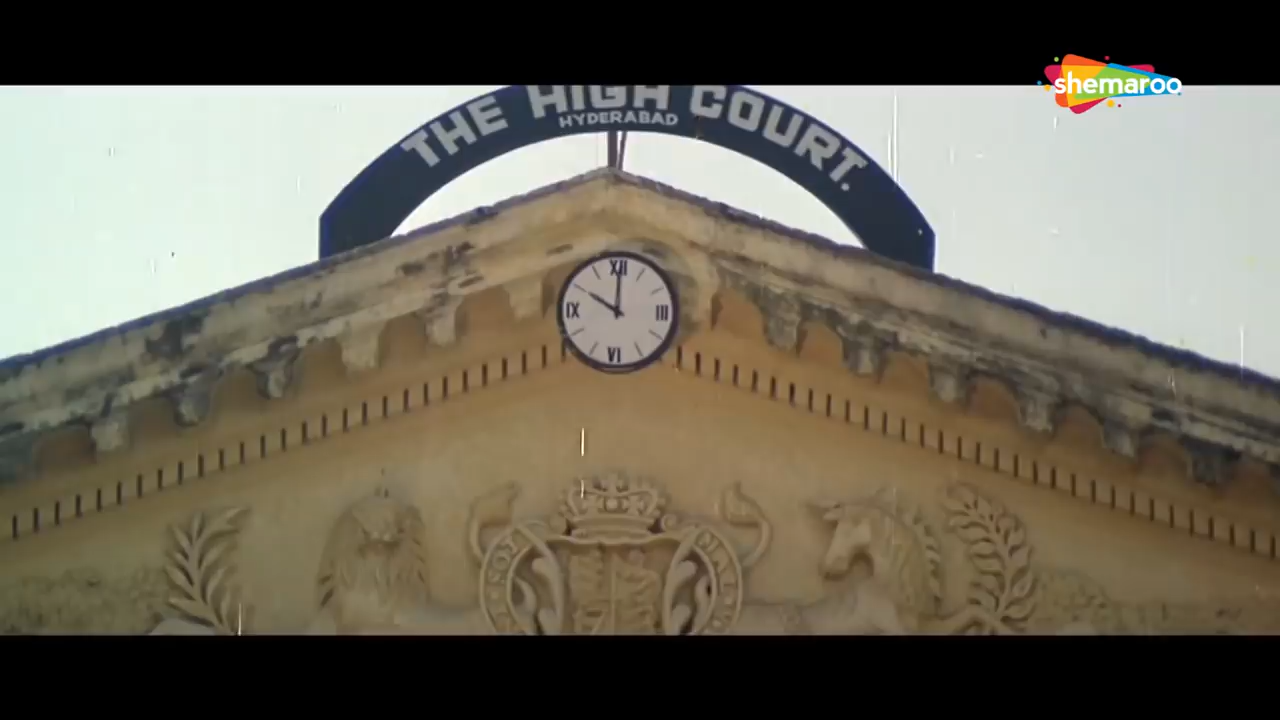 shemaroo
THE HIGH COURT.
HYDERABAD
XII
IX
III
VI